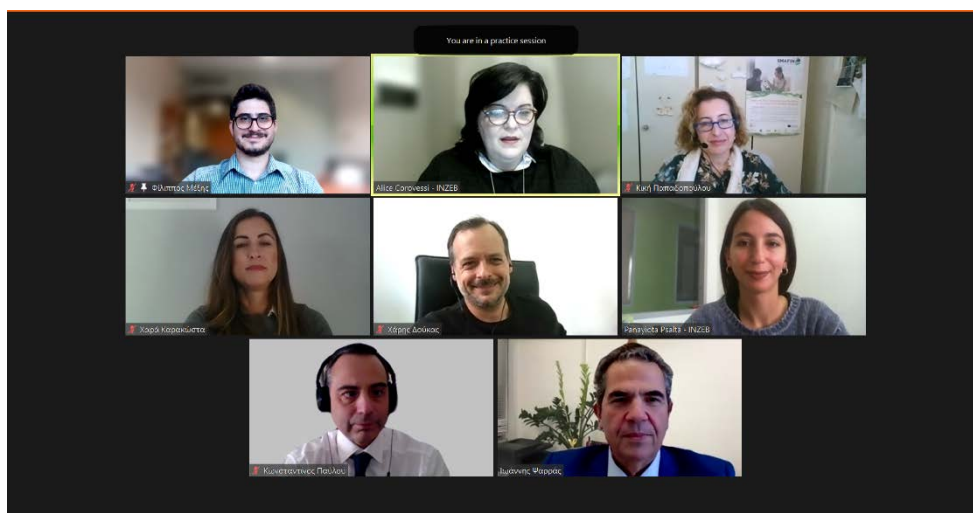 You are in a practice session
Φίλιππος Μέξης
Alice Corovessi - INZEB
Κική Παπαδοπούλου
Χαρά Καρακώστα
Χάρης Δούκας
Panayiota Psalta - INZEB
Κωνσταντίνος Παύλου
Ιωάννης Ψαρράς